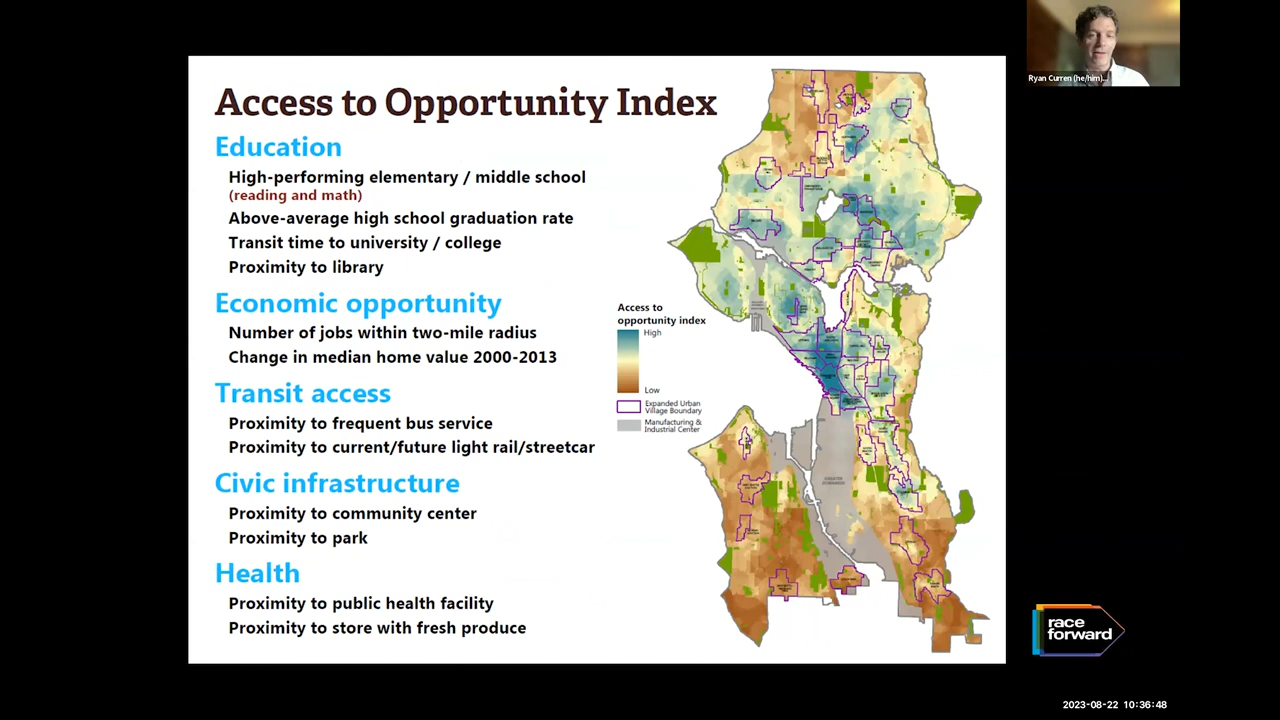 Ryan Curren (he/him)...
Access to Opportunity Index
Education
High-performing elementary / middle school
(reading and math)
Above-average high school graduation rate
Transit time to university / college
Proximity to library
Economic opportunity
Number of jobs within two-mile radius
Change in median home value 2000-2013
Transit access
Proximity to frequent bus service
Proximity to current/future light rail/streetcar
Civic infrastructure
Proximity to community center
Proximity to park
Health
Proximity to public health facility
Proximity to store with fresh produce
Access to
opportunity index
High
Low
Expanded Urban
Village Boundary
Manufacturing &
Industrial Center
race
forward
2023-08-22 10:36:48